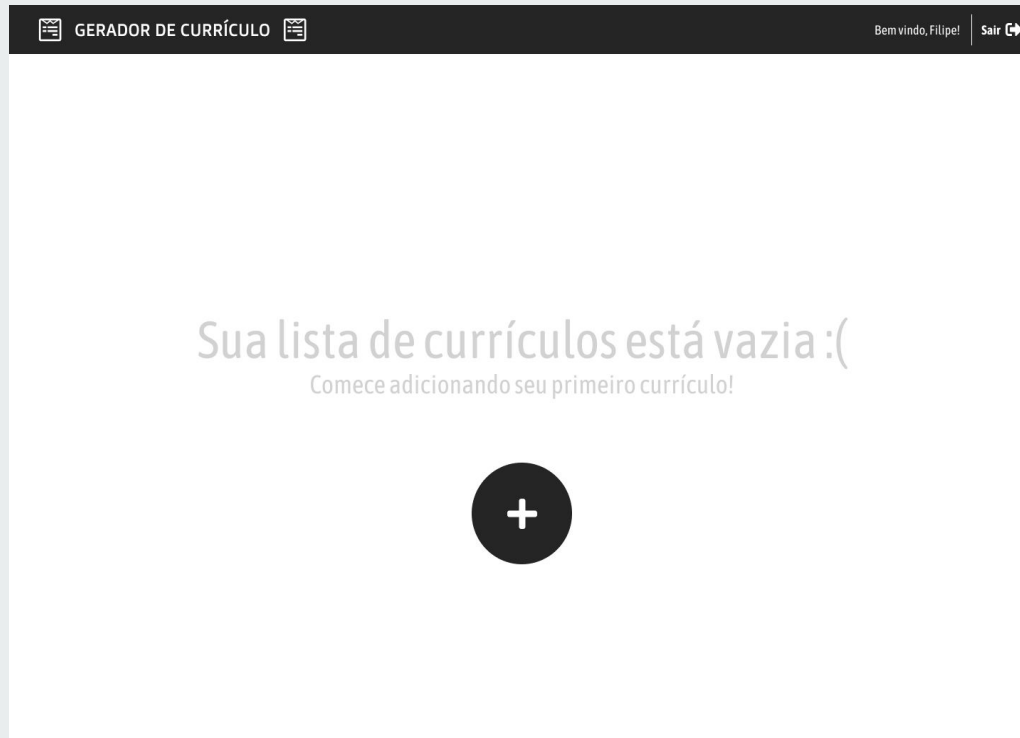 GERADOR DE CURRÍCULO
Bem vindo, Filipe!
Sair
Sua lista de currículos está vazia :(
Comece adicionando seu primeiro currículo!